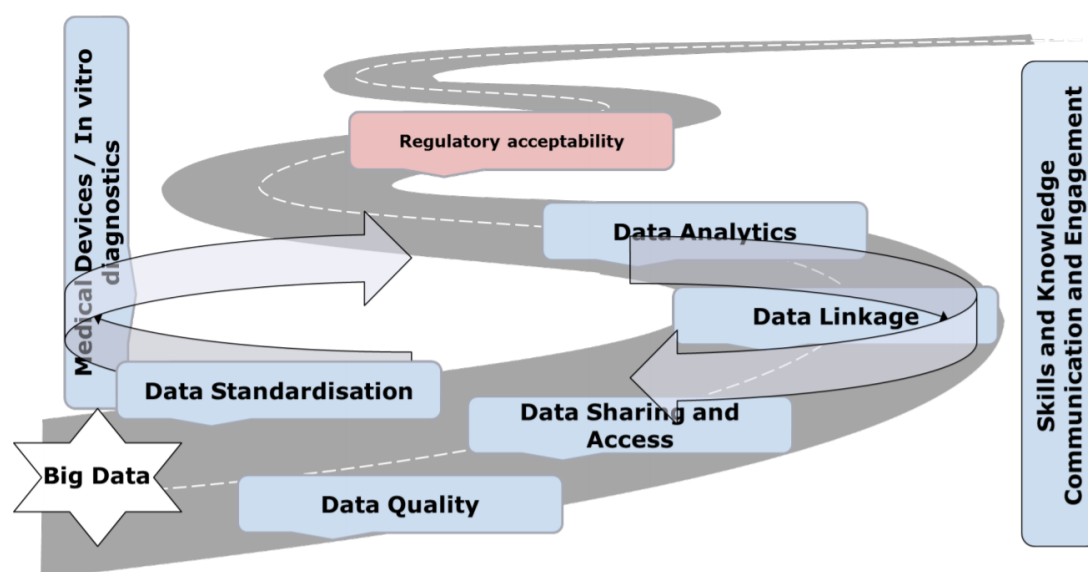 Medical Devices / In vitro
diagnostics
Regulatory acceptability
Data Analytics
Data Linkage
Data Standardisation
Data Sharing and
Access
Big Data
Data Quality
Skills and Knowledge
Communication and Engagement